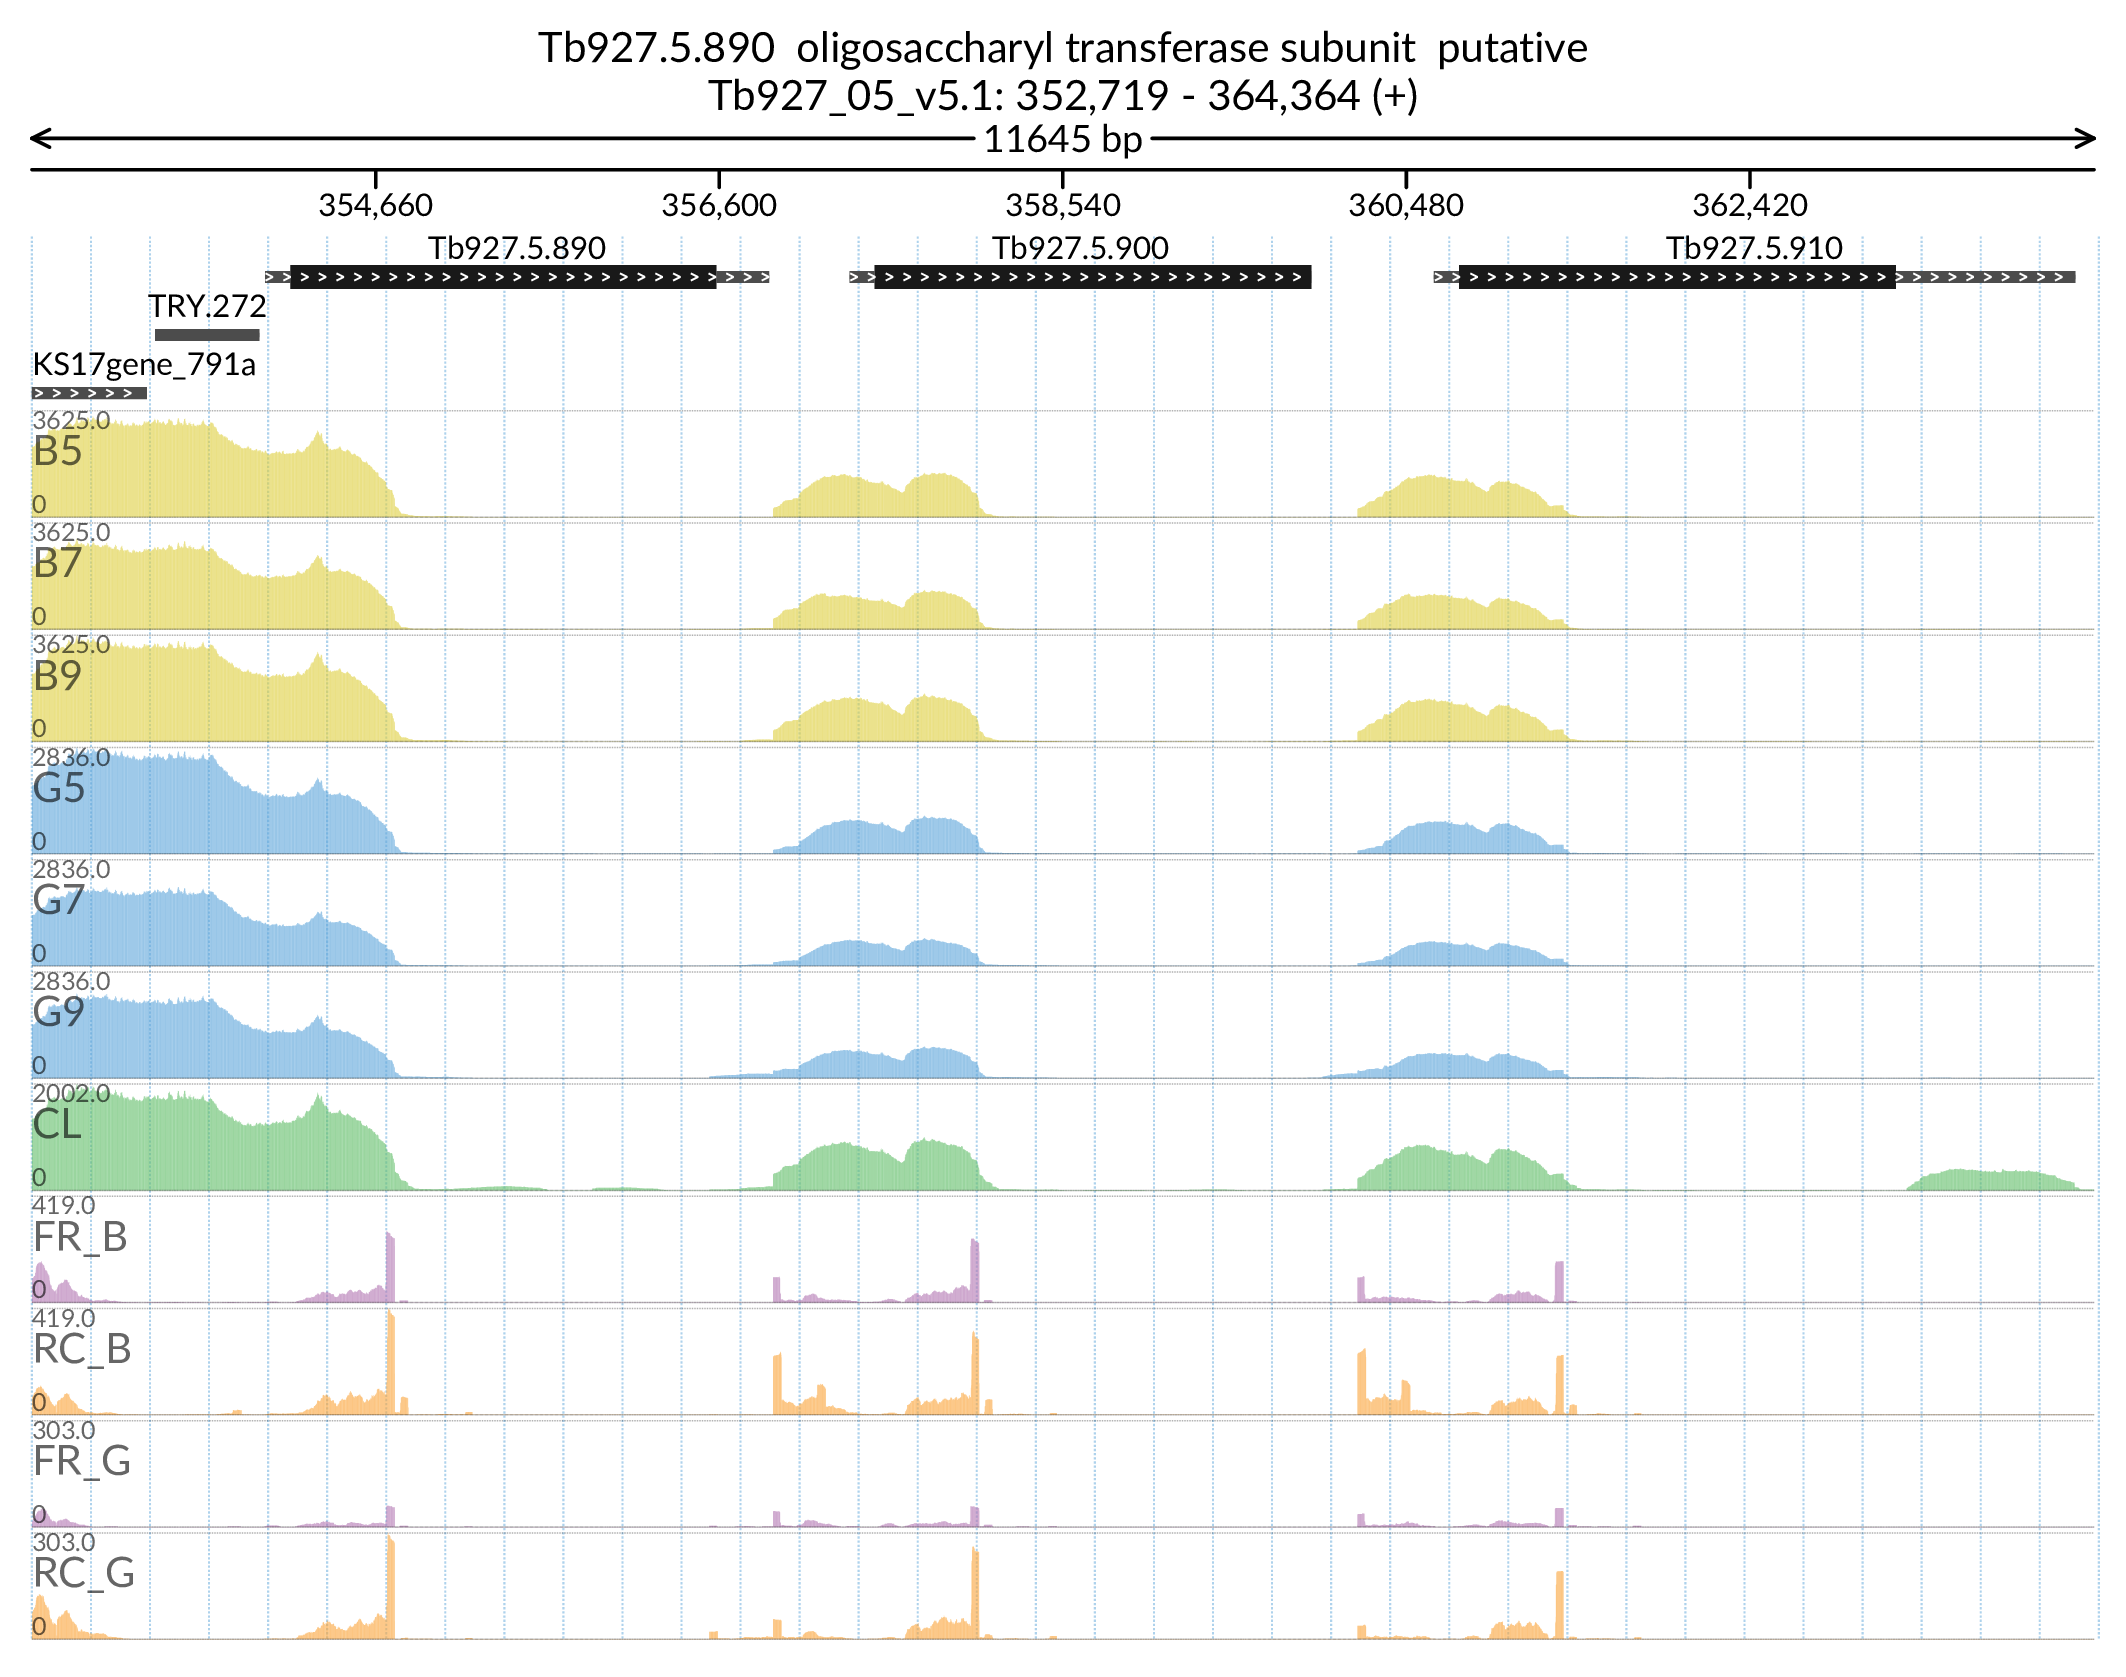 Tb927.5.890  oligosaccharyl transferase subunit  putative
Tb927_05_v5.1: 352,719 - 364,364 (+)
11645 bp
354,660 356,600 358,540 360,480 362,420
Tb927.5.890 Tb927.5.900 Tb927.5.910
TRY.272
KS17gene_791a
3625.0
B5
0
3625.0
B7
0
3625.0
B9
0
2836.0
G5
0
2836.0
G7
0
2836.0
G9
0
2002.0
CL
0
419.0
FR_B
0
419.0
RC_B
0
303.0
FR_G
0
303.0
RC_G
0